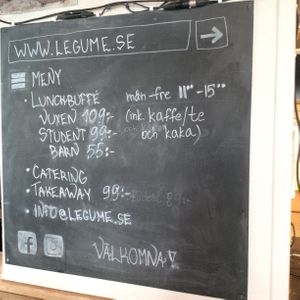 WWW.LEGUME.SE →
MENY
• LUNCHBUFFÉ mån-fre 11⁰⁰-15⁰⁰
VUXEN 109:- (ink. kaffe/te
STUDENT 99:- och kaka)
BARN 55:-
• CATERING
• TAKEAWAY 99:-
• INFO@LEGUME.SE
f
VÄLKOMNA!